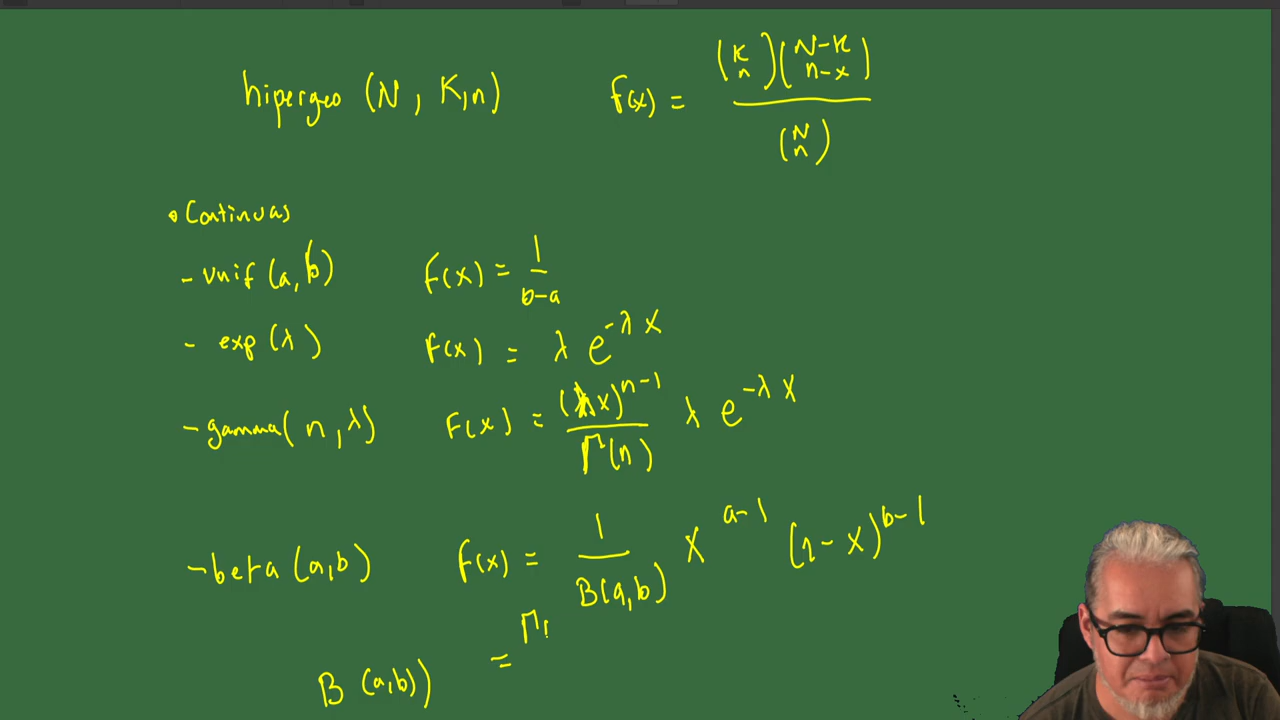 hipergeo (N, K, n) f(x) = (K n)(N-K n-x) / (N n)
• Continuas
- unif (a, b) f(x) = 1 / b-a
- exp (λ) f(x) = λ e^{-λx}
- gamma (n, λ) f(x) = (λx)^{n-1} / Γ(n) λ e^{-λx}
- beta (a,b) f(x) = 1 / B(a,b) x^{a-1} (1-x)^{b-1}
B (a,b)) = Γ(